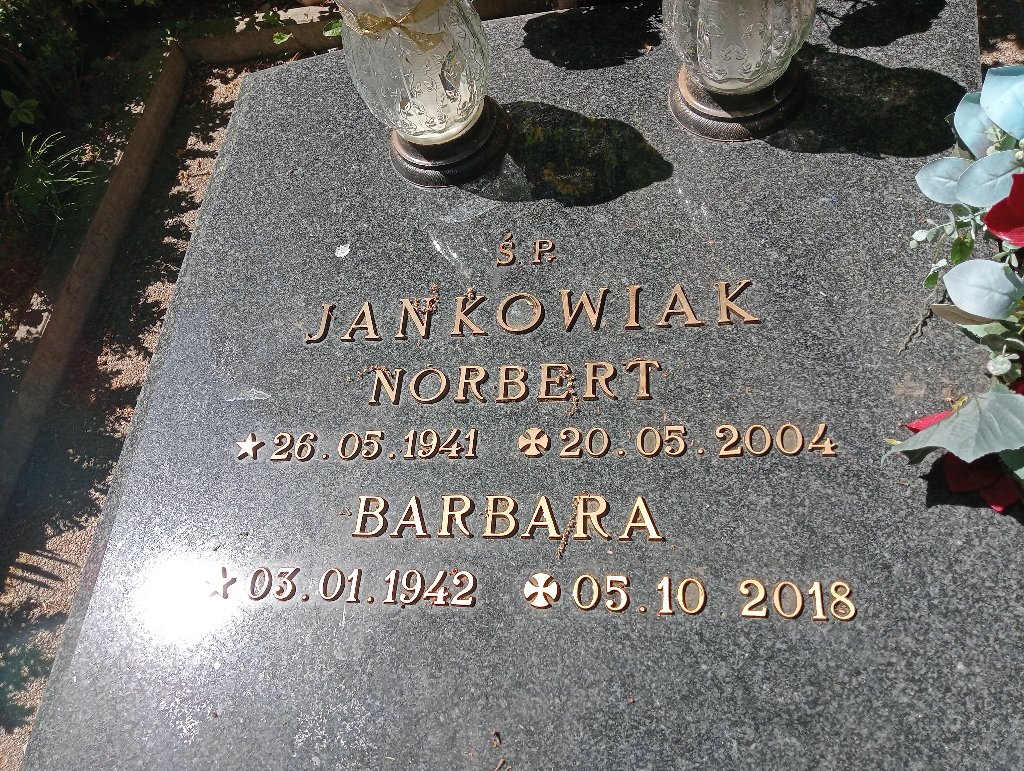 Ś.P.
JANKOWIAK
NORBERT
★26.05.1941 ✠20.05.2004
BARBARA
★03.01.1942 ✠05.10 2018